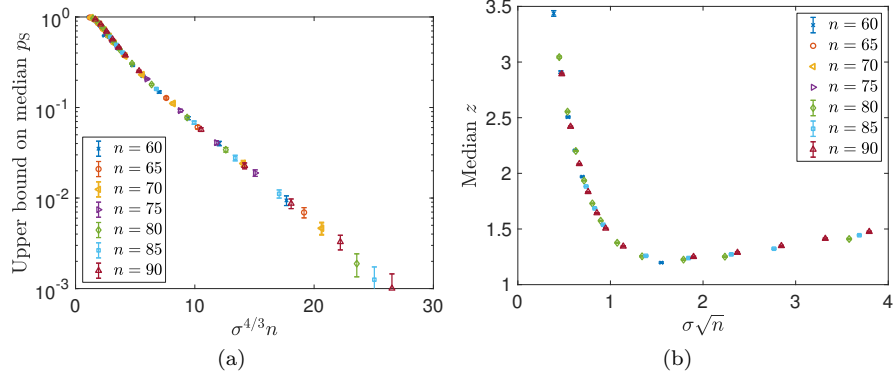 Upper bound on median p_S
10^0
10^{-1}
10^{-2}
10^{-3}
n = 60
n = 65
n = 70
n = 75
n = 80
n = 85
n = 90
0 10 20 30
σ^{4/3}n
(a)
Median z
3.5
3
2.5
2
1.5
1
n = 60
n = 65
n = 70
n = 75
n = 80
n = 85
n = 90
0 1 2 3 4
σ√n
(b)